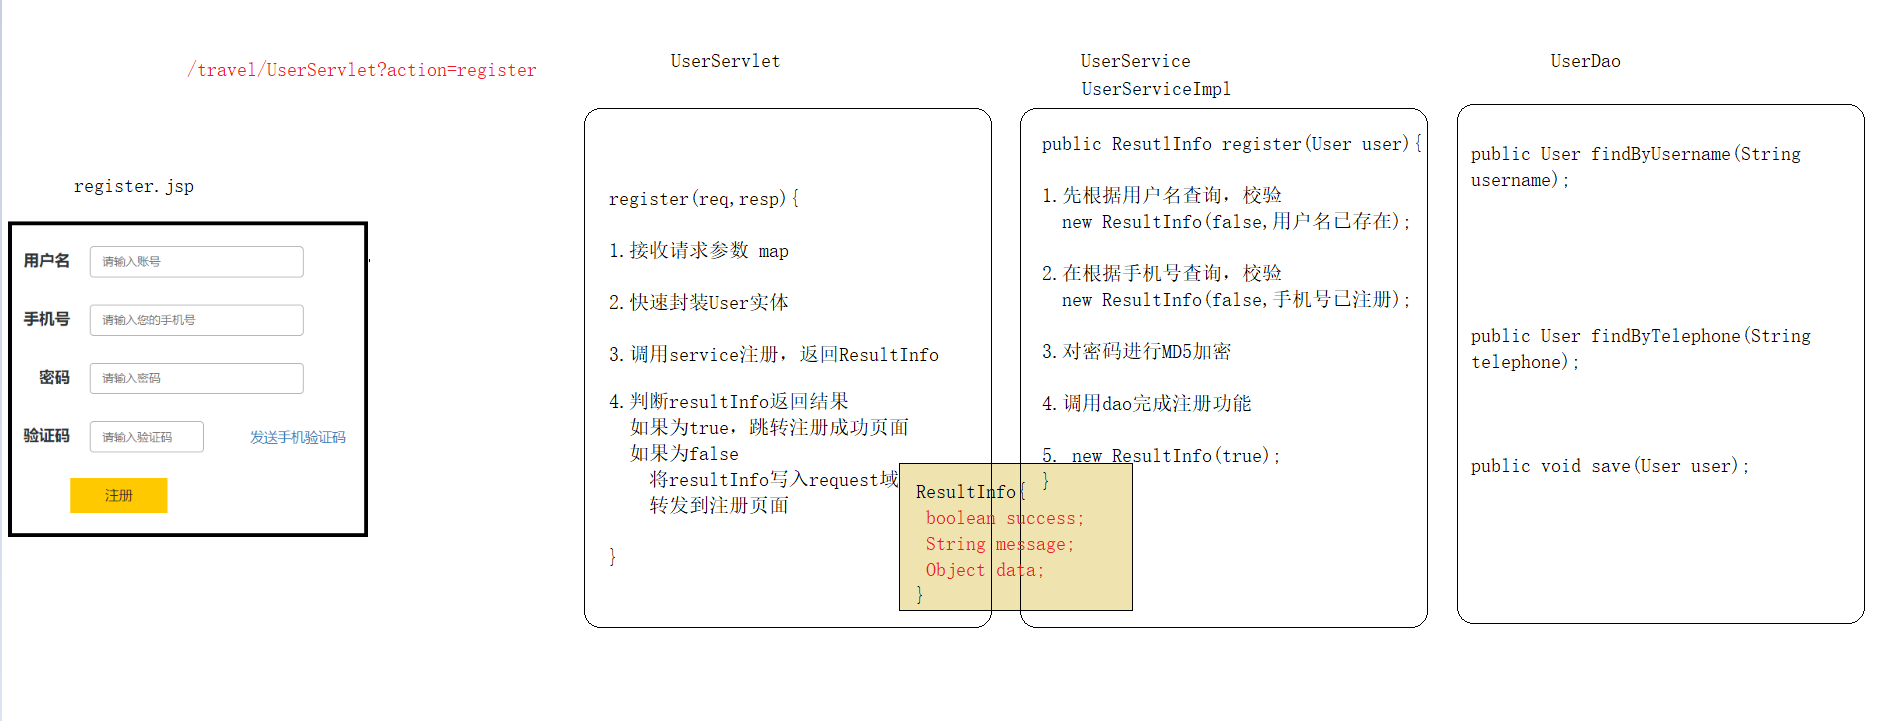 /travel/UserServlet?action=register
register.jsp
用户名
请输入账号
手机号
请输入您的手机号
密码
请输入密码
验证码
请输入验证码
发送手机验证码
注册
UserServlet
register(req,resp){
1.接收请求参数 map
2.快速封装User实体
3.调用service注册，返回ResultInfo
4.判断resultInfo返回结果
如果为true，跳转注册成功页面
如果为false
将resultInfo写入request域
转发到注册页面
}
UserService
UserServiceImpl
public ResutlInfo register(User user){
1.先根据用户名查询，校验
new ResultInfo(false,用户名已存在);
2.在根据手机号查询，校验
new ResultInfo(false,手机号已注册);
3.对密码进行MD5加密
4.调用dao完成注册功能
5. new ResultInfo(true);
}
ResultInfo{
boolean success;
String message;
Object data;
}
UserDao
public User findByUsername(String
username);
public User findByTelephone(String
telephone);
public void save(User user);